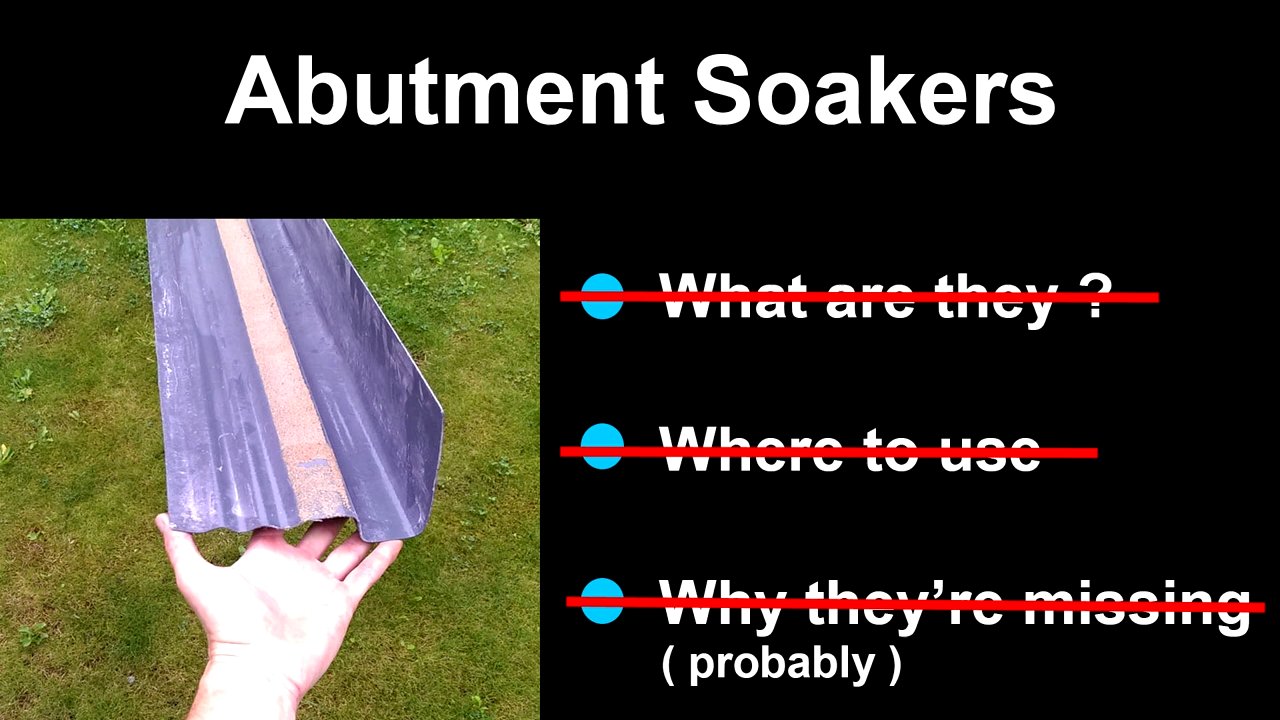 Abutment Soakers
What are they ?
Where to use
Why they’re missing
( probably )